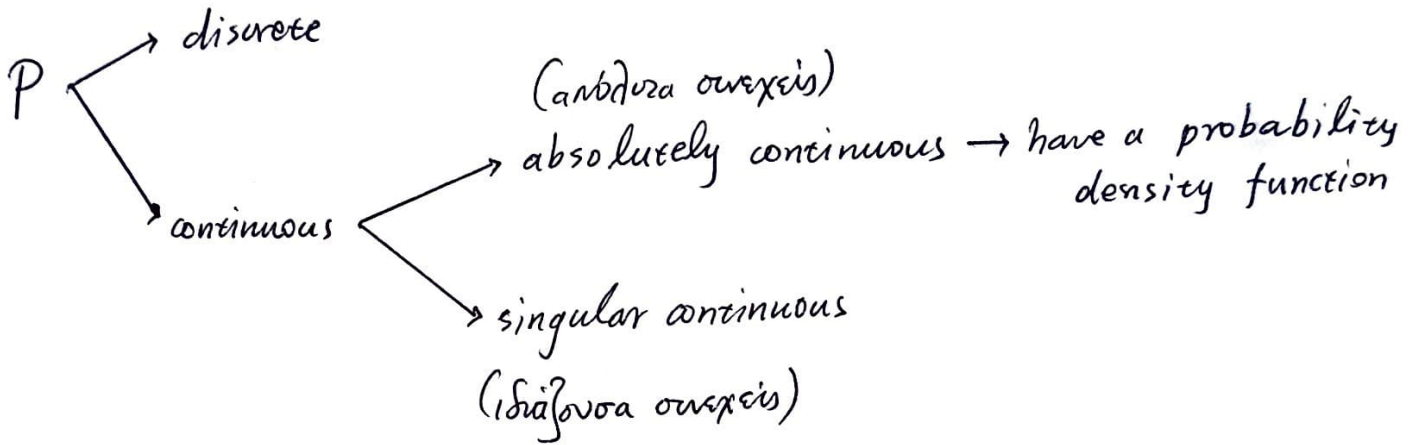 P
discrete
(απόλυτα συνεχείς)
absolutely continuous → have a probability
density function
continuous
singular continuous
(ιδιάζουσα συνεχείς)